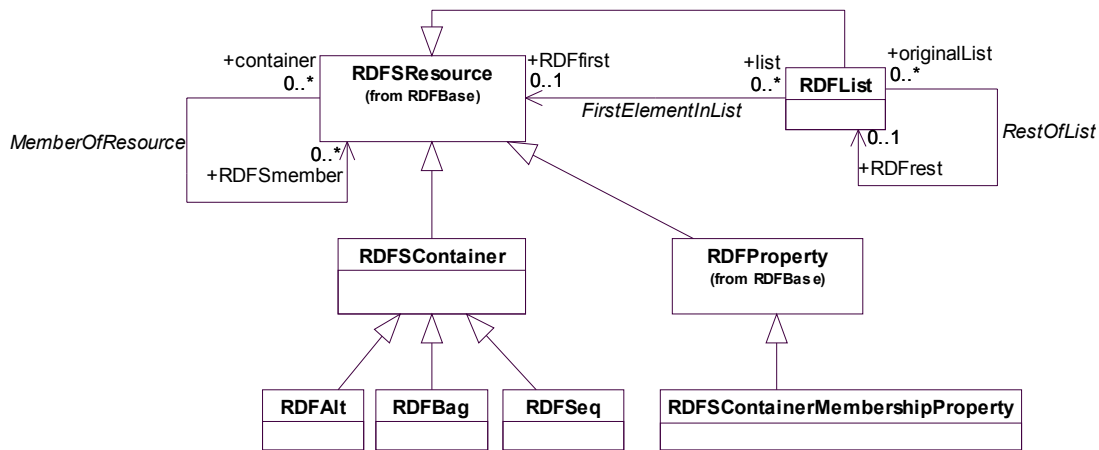 +container
0..*
RDFSResource
(from RDFBase)
+RDFfirst
0..1
+list
0..*
RDFList
+originalList
0..*
FirstElementInList
MemberOfResource
0..*
+RDFSmember
0..1
+RDFrest
RestOfList
RDFSContainer
RDFProperty
(from RDFBase)
RDFAlt
RDFBag
RDFSeq
RDFSContainerMembershipProperty